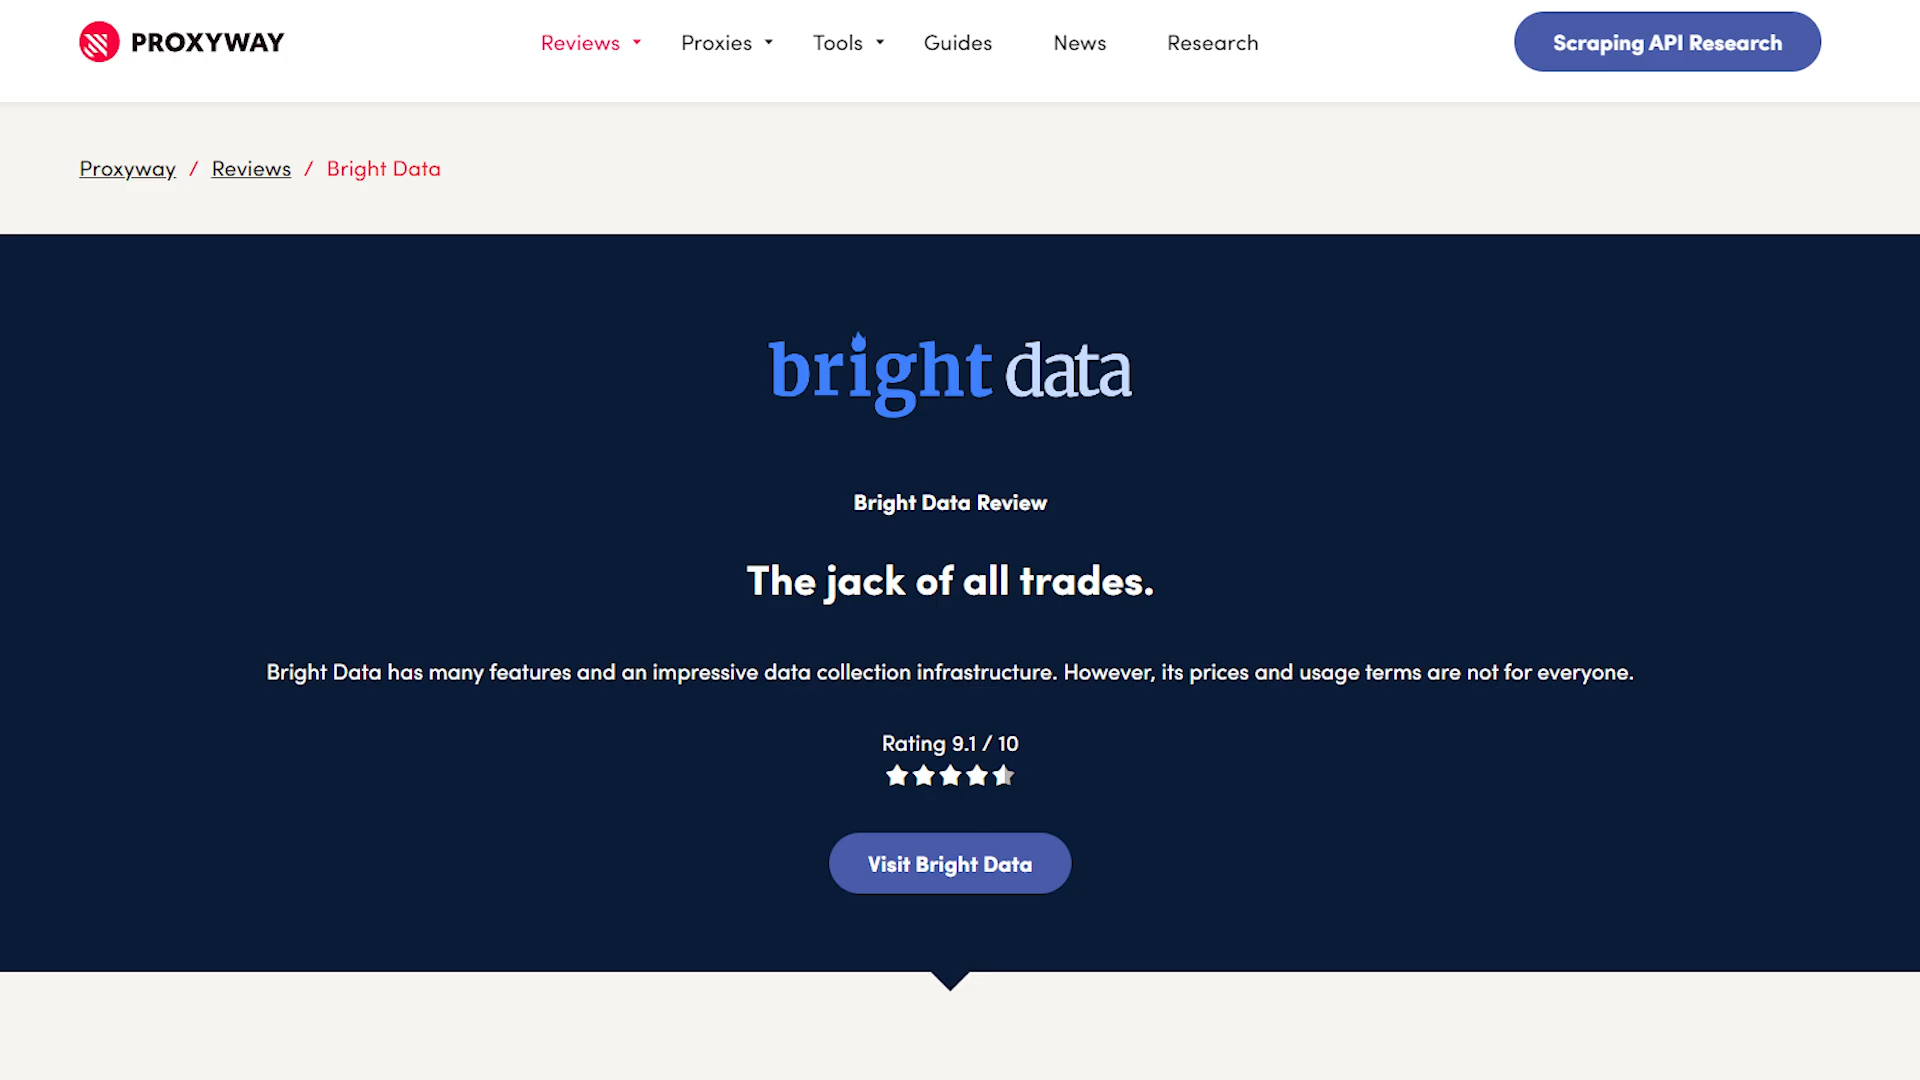 PROXYWAY
Reviews Proxies Tools Guides News Research
Scraping API Research
Proxyway / Reviews / Bright Data
bright data
Bright Data Review
The jack of all trades.
Bright Data has many features and an impressive data collection infrastructure. However, its prices and usage terms are not for everyone.
Rating 9.1 / 10
Visit Bright Data